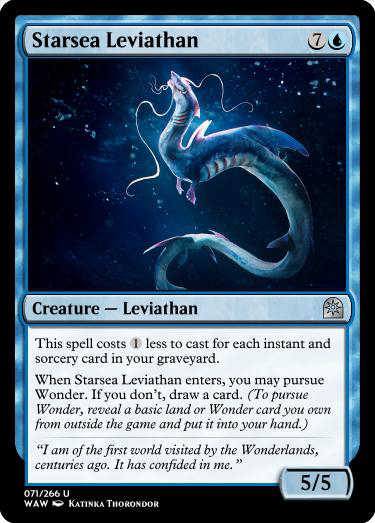 Starsea Leviathan 7
Creature — Leviathan
This spell costs 1 less to cast for each instant and
sorcery card in your graveyard.
When Starsea Leviathan enters, you may pursue
Wonder. If you don't, draw a card. (To pursue
Wonder, reveal a basic land or Wonder card you own
from outside the game and put it into your hand.)
“I am of the first world visited by the Wonderlands,
centuries ago. It has confided in me.”
5/5
071/266 U
WAW Katinka Thorondor